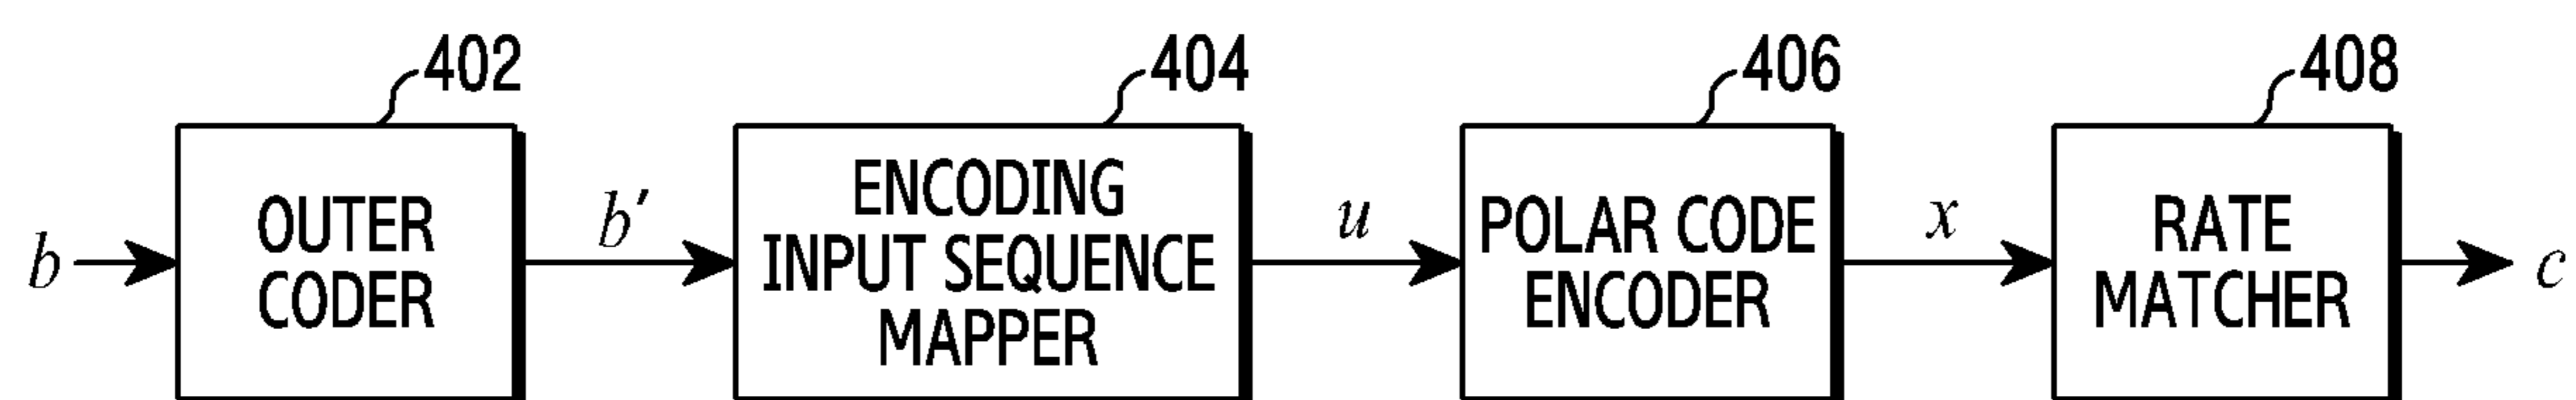 402
404
406
408
b
OUTER
CODER
b'
ENCODING
INPUT SEQUENCE
MAPPER
u
POLAR CODE
ENCODER
x
RATE
MATCHER
c